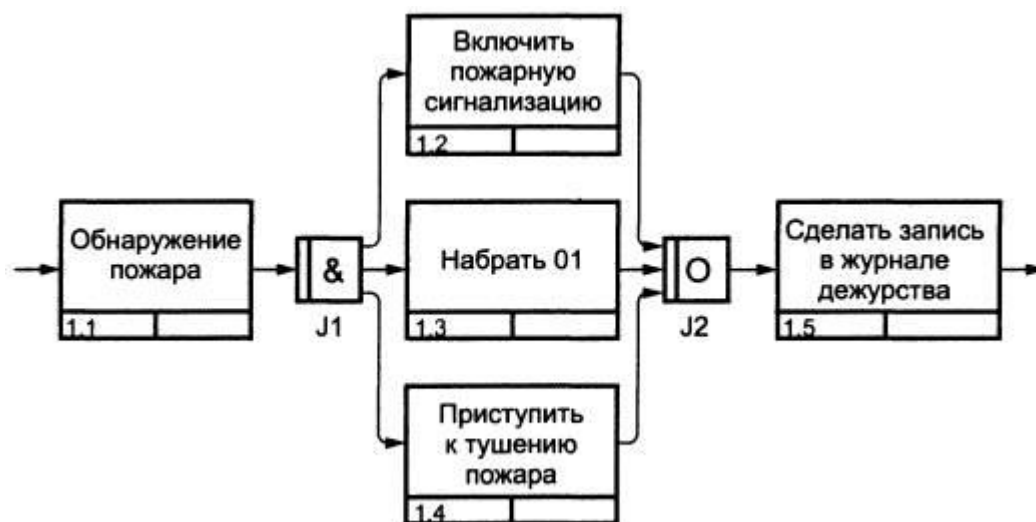 Включить
пожарную
сигнализацию
1.2
Обнаружение
пожара
1.1
&
J1
Набрать 01
1.3
O
J2
Сделать запись
в журнале
дежурства
1.5
Приступить
к тушению
пожара
1.4